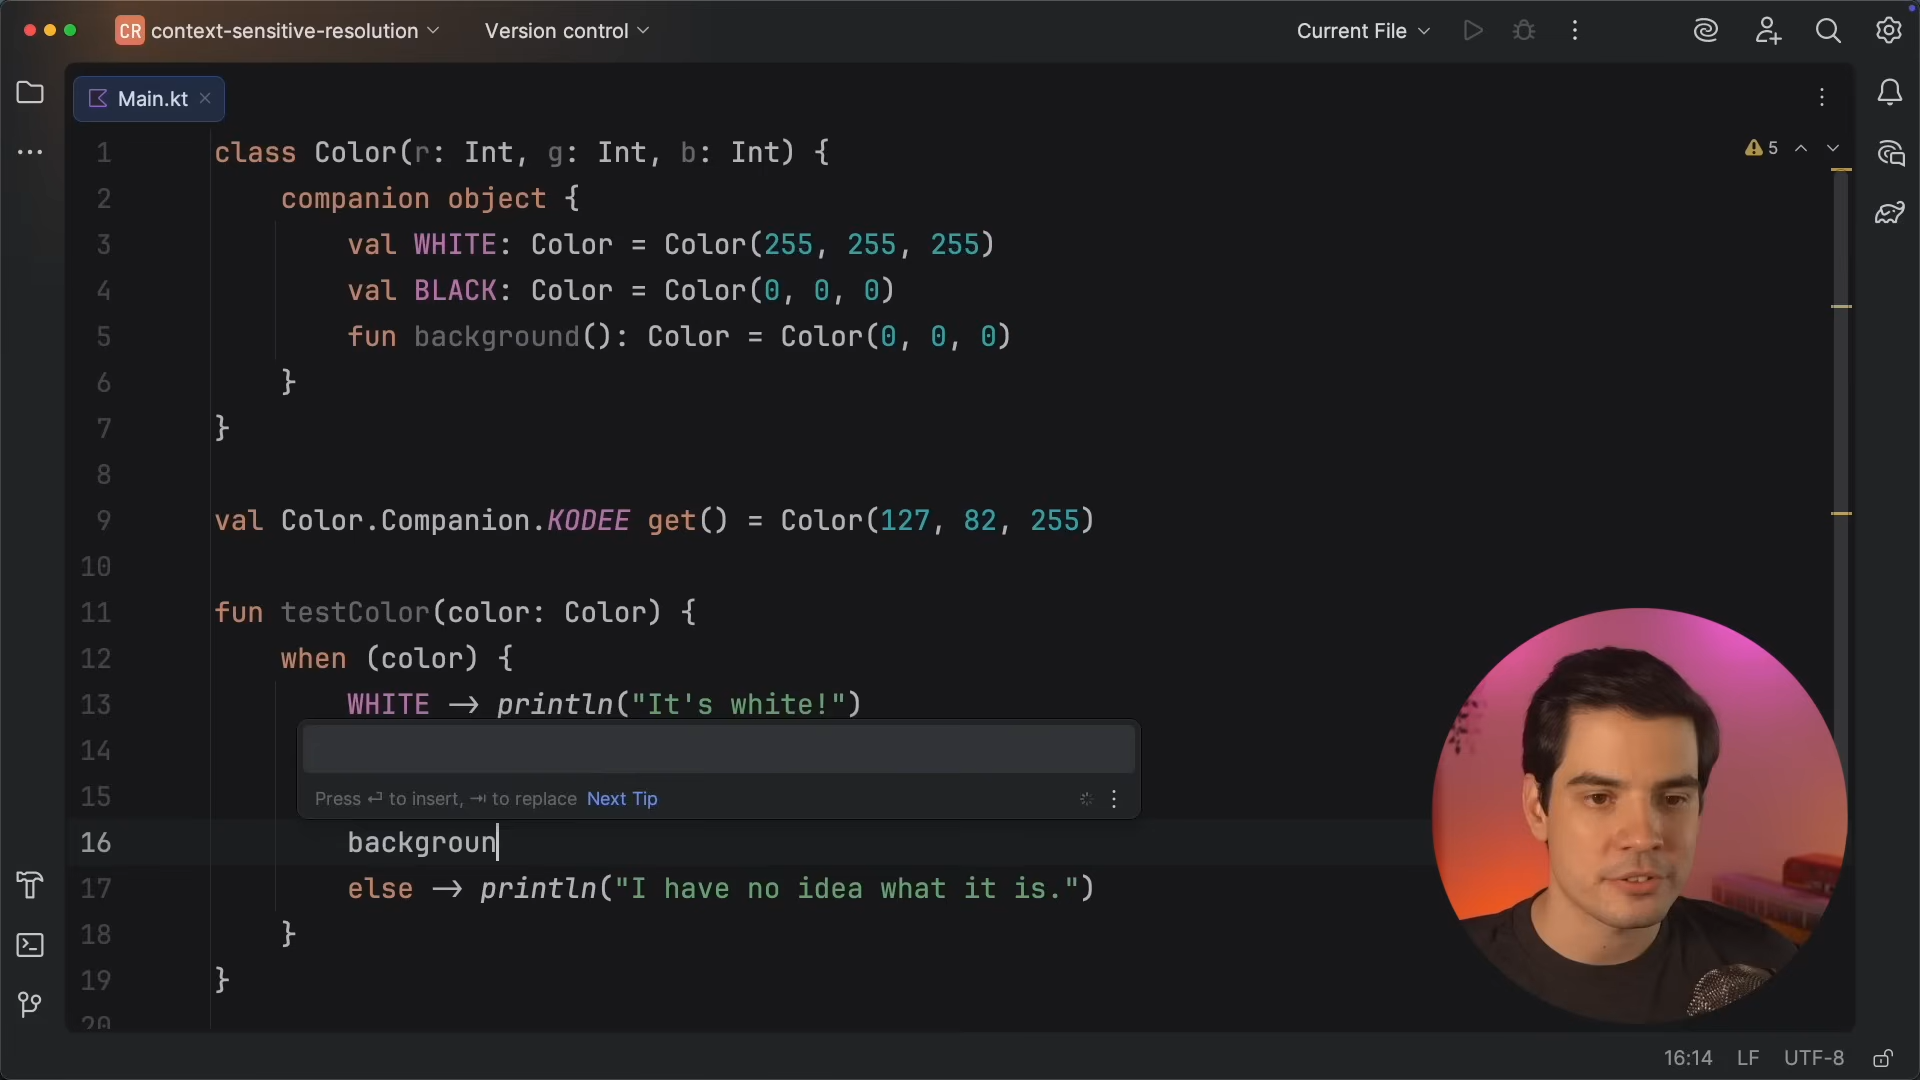 CR context-sensitive-resolution Version control Current File
Main.kt
5
1 class Color(r: Int, g: Int, b: Int) {
2 companion object {
3 val WHITE: Color = Color(255, 255, 255)
4 val BLACK: Color = Color(0, 0, 0)
5 fun background(): Color = Color(0, 0, 0)
6 }
7 }
8
9 val Color.Companion.KODEE get() = Color(127, 82, 255)
10
11 fun testColor(color: Color) {
12 when (color) {
13 WHITE -> println("It's white!")
14
15 Press ⏎ to insert, ⇥ to replace Next Tip
16 backgroun
17 else -> println("I have no idea what it is.")
18 }
19 }
20
16:14 LF UTF-8